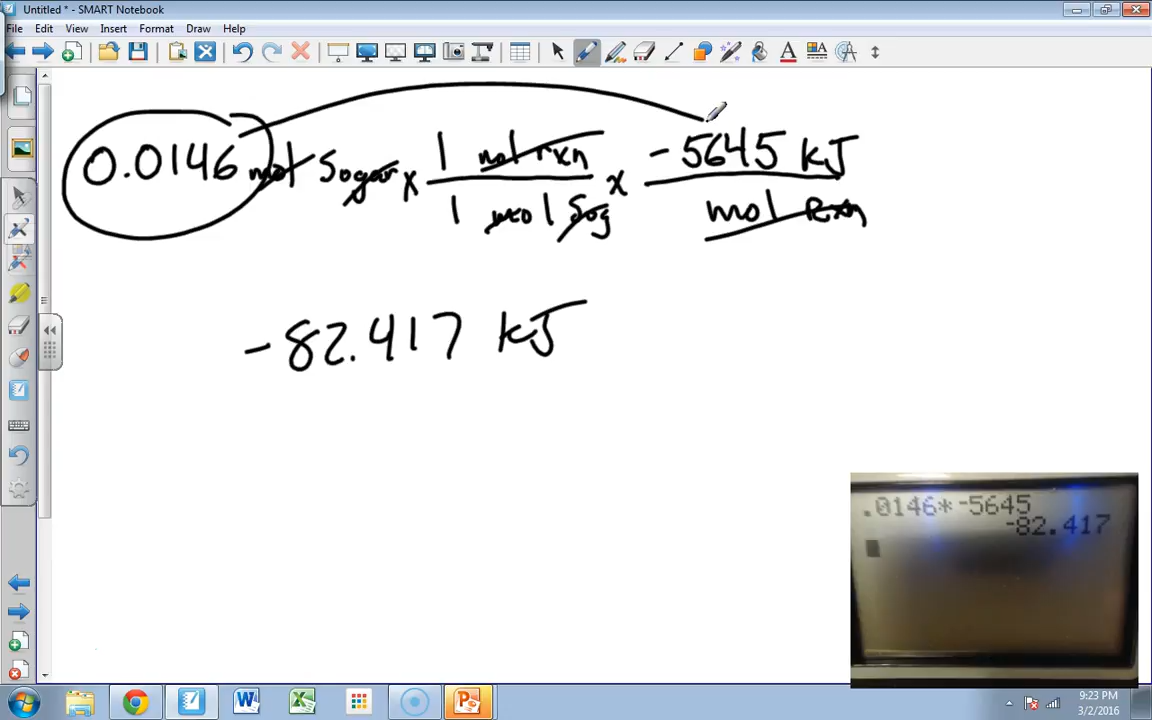 Untitled * - SMART Notebook
File Edit View Insert Format Draw Help
0.0146 mol Sugar x 1 mol rxn x -5645 kJ
1 mol Sug mol Rxn
-82.417 kJ
.0146*-5645
-82.417
9:23 PM
3/2/2016